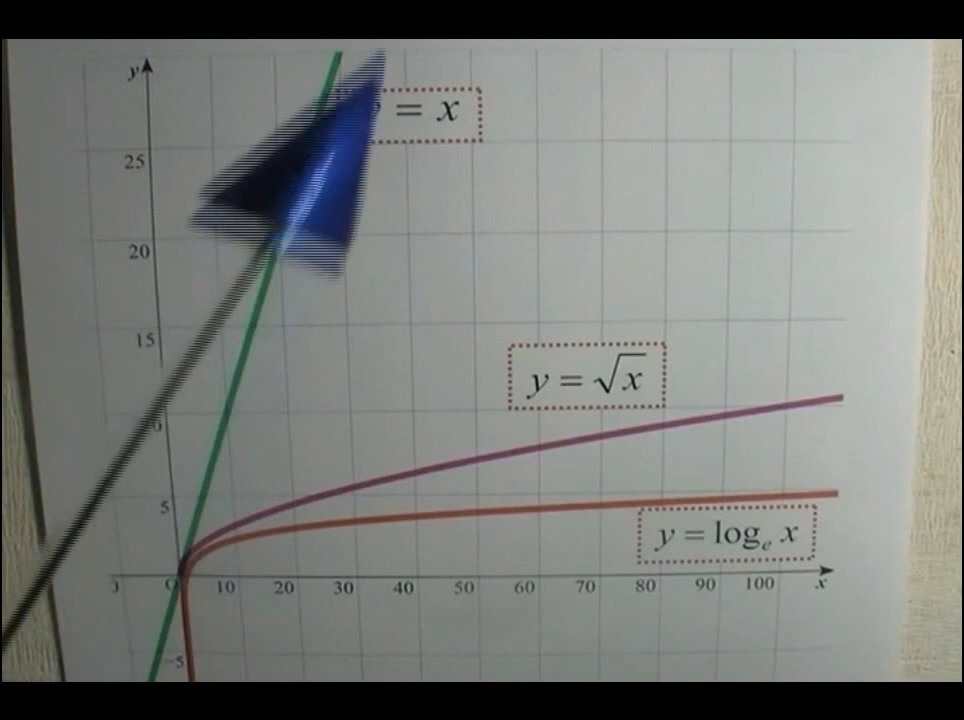 y
= x
25
20
15
5
y = √x
y = logₑ x
0 10 20 30 40 50 60 70 80 90 100 x
-5